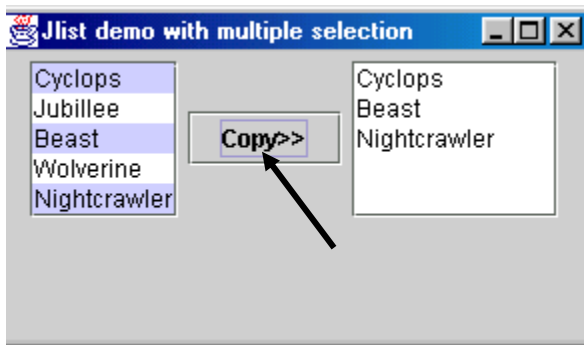 Jlist demo with multiple selection
Cyclops
Jubillee
Beast
Wolverine
Nightcrawler
Copy>>
Cyclops
Beast
Nightcrawler